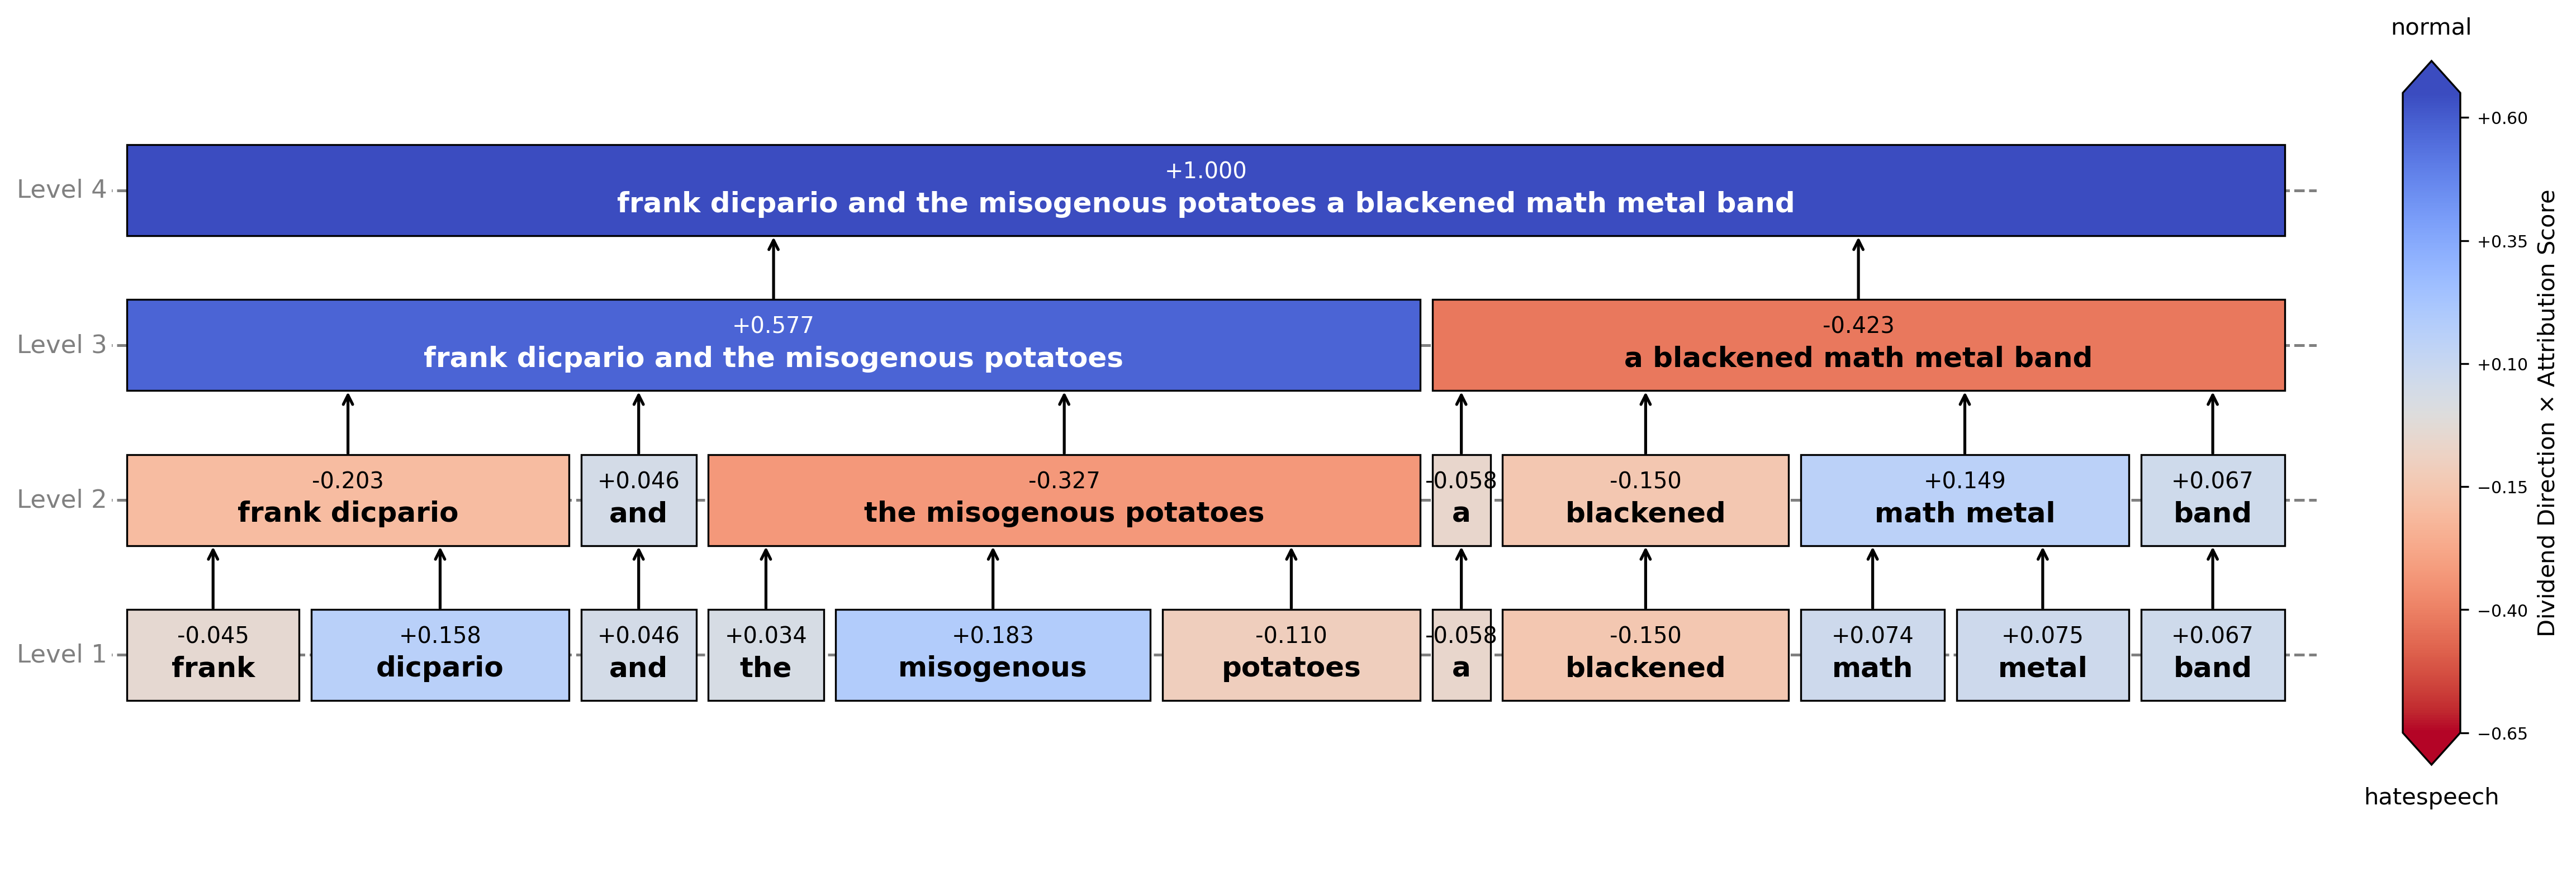 normal
Level 4
+1.000
frank dicpario and the misogenous potatoes a blackened math metal band
Level 3
+0.577
frank dicpario and the misogenous potatoes
-0.423
a blackened math metal band
Level 2
-0.203
frank dicpario
+0.046
and
-0.327
the misogenous potatoes
-0.058
a
-0.150
blackened
+0.149
math metal
+0.067
band
Level 1
-0.045
frank
+0.158
dicpario
+0.046
and
+0.034
the
+0.183
misogenous
-0.110
potatoes
-0.058
a
-0.150
blackened
+0.074
math
+0.075
metal
+0.067
band
+0.60
+0.35
+0.10
−0.15
−0.40
−0.65
Dividend Direction × Attribution Score
hatespeech